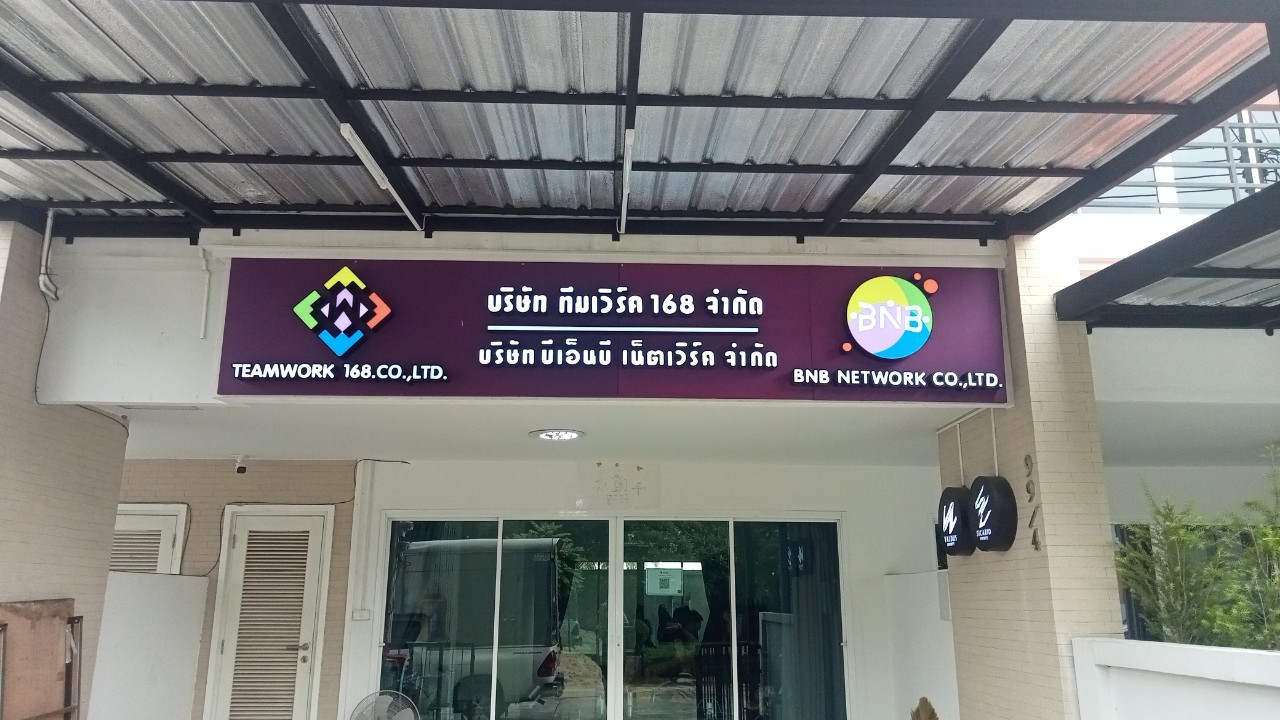 บริษัท ทีมเวิร์ค 168 จำกัด
บริษัท บีเอ็นบี เน็ตเวิร์ค จำกัด
TEAMWORK 168.CO.,LTD.
BNB
BNB NETWORK CO.,LTD.